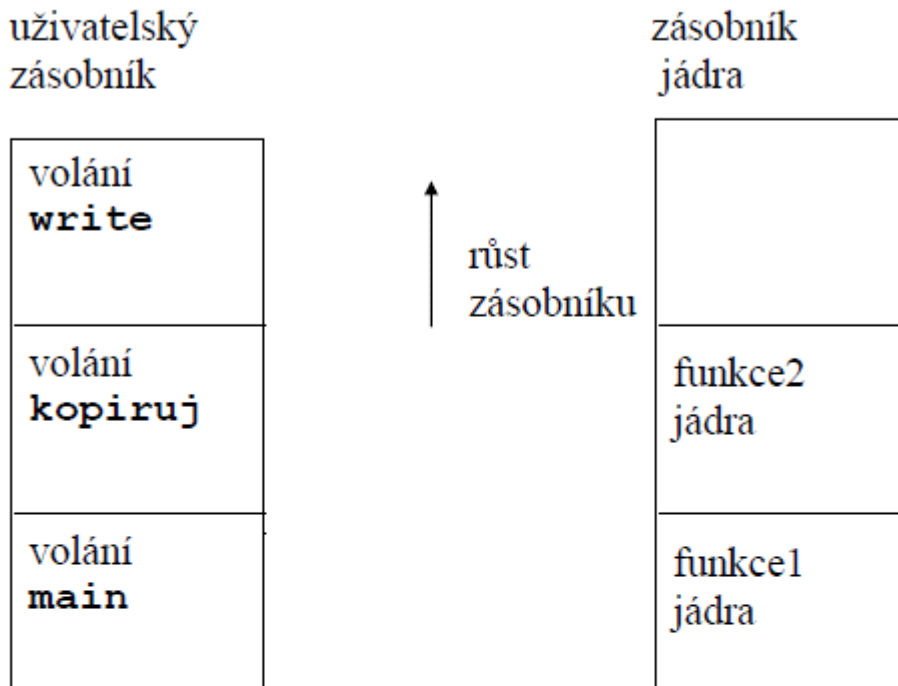 uživatelský
zásobník
zásobník
jádra
volání
write
růst
zásobníku
volání
kopiruj
funkce2
jádra
volání
main
funkce1
jádra